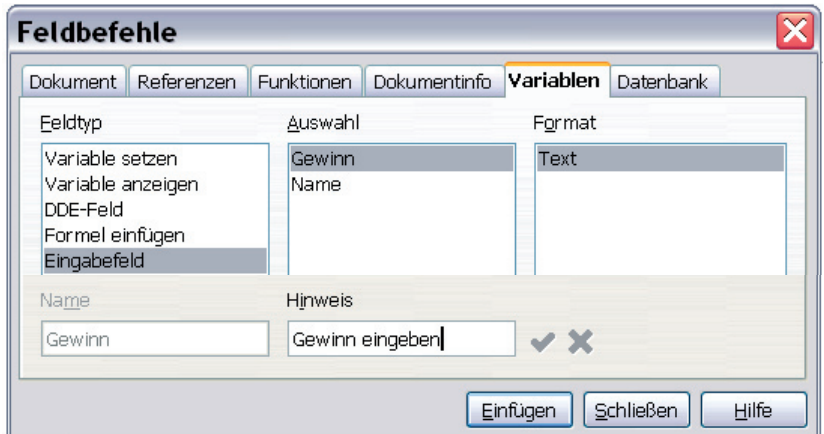 Feldbefehle
Dokument Referenzen Funktionen Dokumentinfo Variablen Datenbank
Feldtyp Auswahl Format
Variable setzen Gewinn Text
Variable anzeigen Name
DDE-Feld
Formel einfügen
Eingabefeld
Name Hinweis
Gewinn Gewinn eingeben
Einfügen Schließen Hilfe